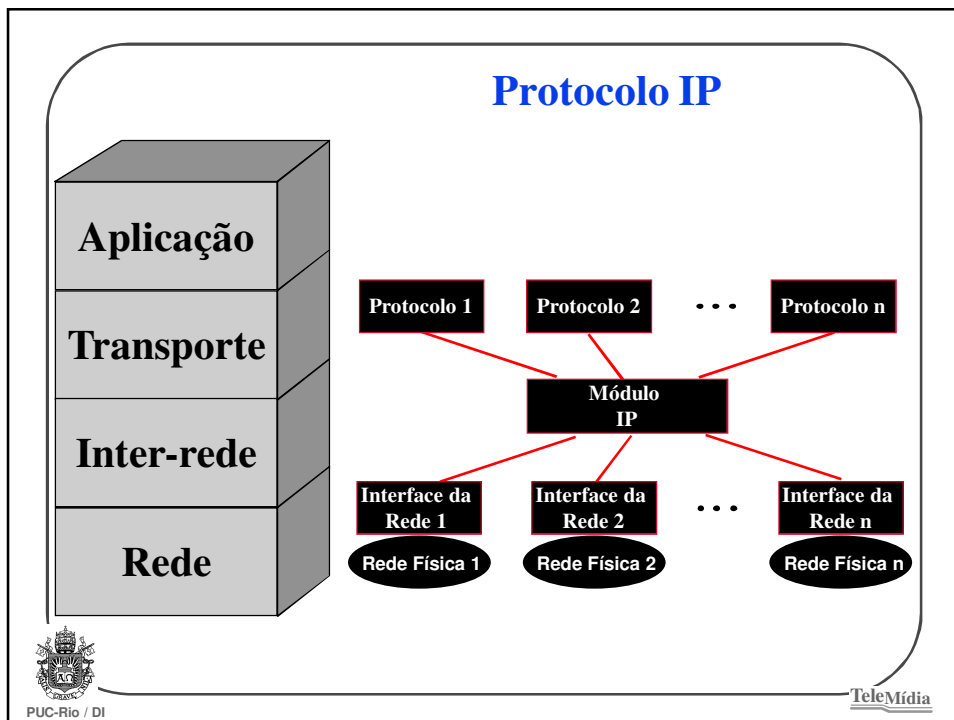 Protocolo IP
Aplicação
Transporte
Inter-rede
Rede
Protocolo 1
Protocolo 2
...
Protocolo n
Módulo
IP
Interface da
Rede 1
Interface da
Rede 2
...
Interface da
Rede n
Rede Física 1
Rede Física 2
Rede Física n
PUC-Rio / DI
TeleMídia